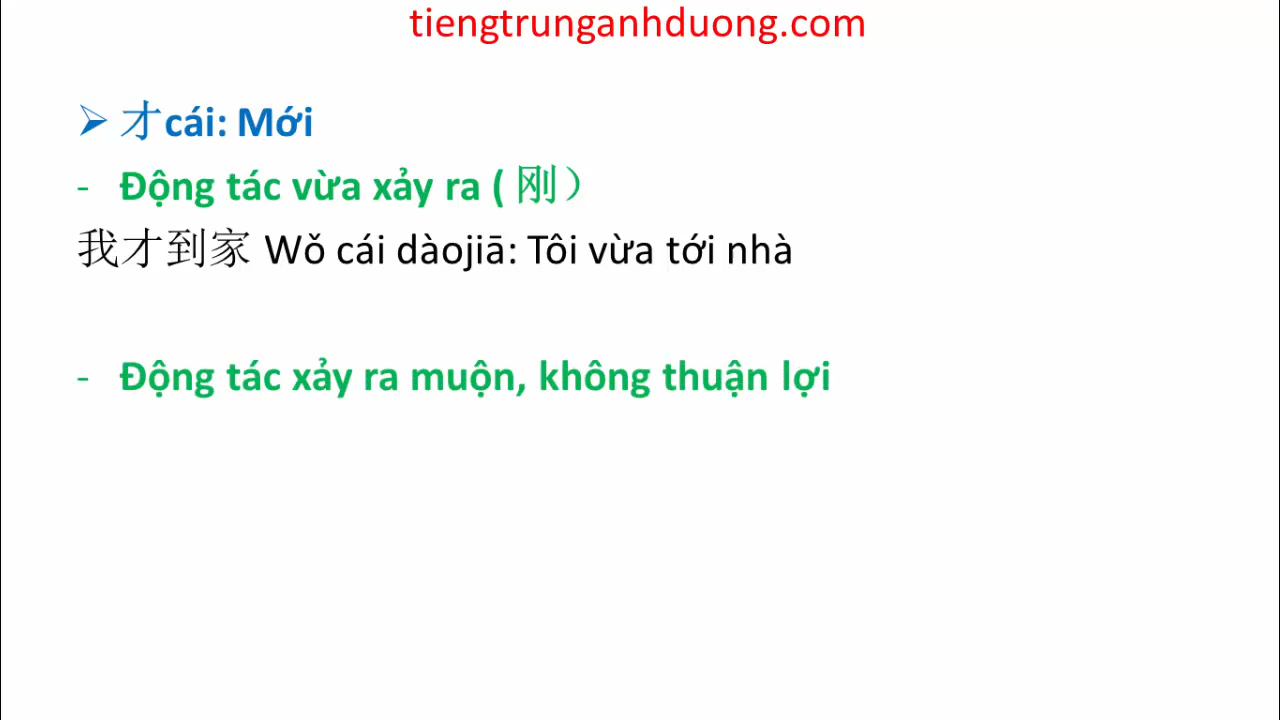 tiengtrunganhduong.com
➢ 才cái: Mới
- Động tác vừa xảy ra ( 刚）
我才到家 Wǒ cái dàojiā: Tôi vừa tới nhà
- Động tác xảy ra muộn, không thuận lợi